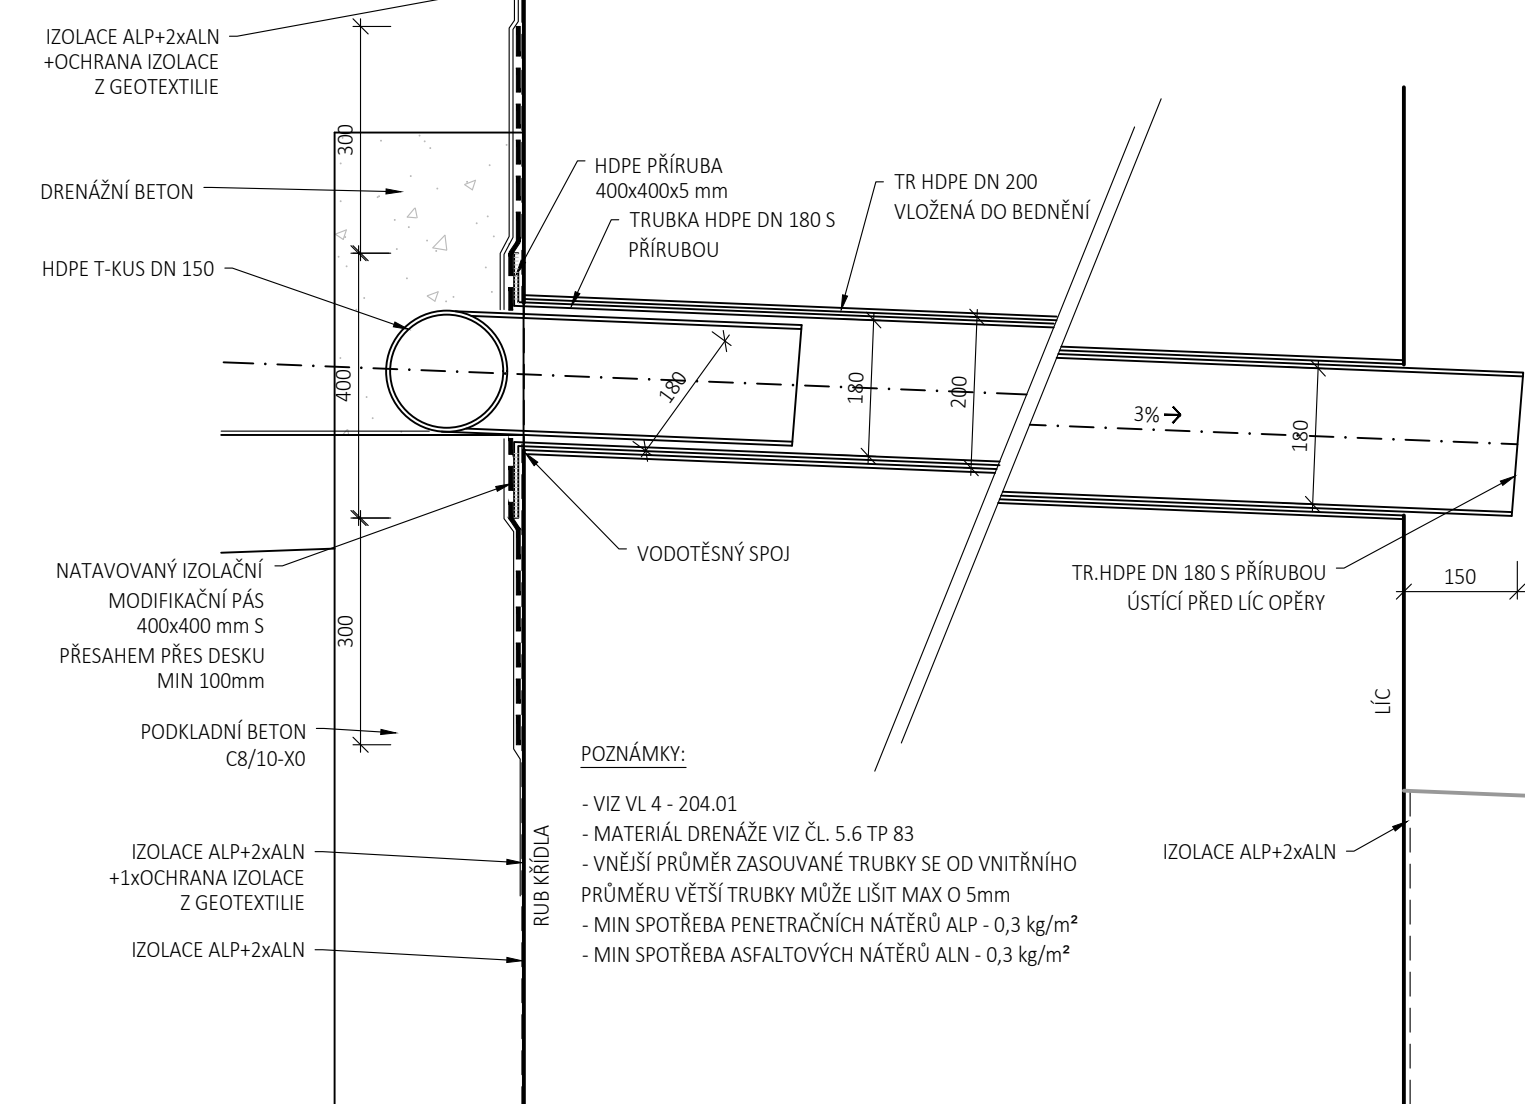 IZOLACE ALP+2xALN
+OCHRANA IZOLACE
Z GEOTEXTILIE
300
DRENÁŽNÍ BETON
HDPE PŘÍRUBA
400x400x5 mm
TRUBKA HDPE DN 180 S
PŘÍRUBOU
TR HDPE DN 200
VLOŽENÁ DO BEDNĚNÍ
HDPE T-KUS DN 150
400
180
180
200
3%
180
NATAVOVANÝ IZOLAČNÍ
MODIFIKAČNÍ PÁS
400x400 mm S
PŘESAHEM PŘES DESKU
MIN 100mm
300
VODOTĚSNÝ SPOJ
TR.HDPE DN 180 S PŘÍRUBOU
ÚSTÍCÍ PŘED LÍC OPĚRY
150
LÍC
PODKLADNÍ BETON
C8/10-X0
POZNÁMKY:
- VIZ VL 4 - 204.01
- MATERIÁL DRENÁŽE VIZ ČL. 5.6 TP 83
- VNĚJŠÍ PRŮMĚR ZASOUVANÉ TRUBKY SE OD VNITŘNÍHO
PRŮMĚRU VĚTŠÍ TRUBKY MŮŽE LIŠIT MAX O 5mm
- MIN SPOTŘEBA PENETRAČNÍCH NÁTĚRŮ ALP - 0,3 kg/m²
- MIN SPOTŘEBA ASFALTOVÝCH NÁTĚRŮ ALN - 0,3 kg/m²
RUB KŘÍDLA
IZOLACE ALP+2xALN
+1xOCHRANA IZOLACE
Z GEOTEXTILIE
IZOLACE ALP+2xALN
IZOLACE ALP+2xALN